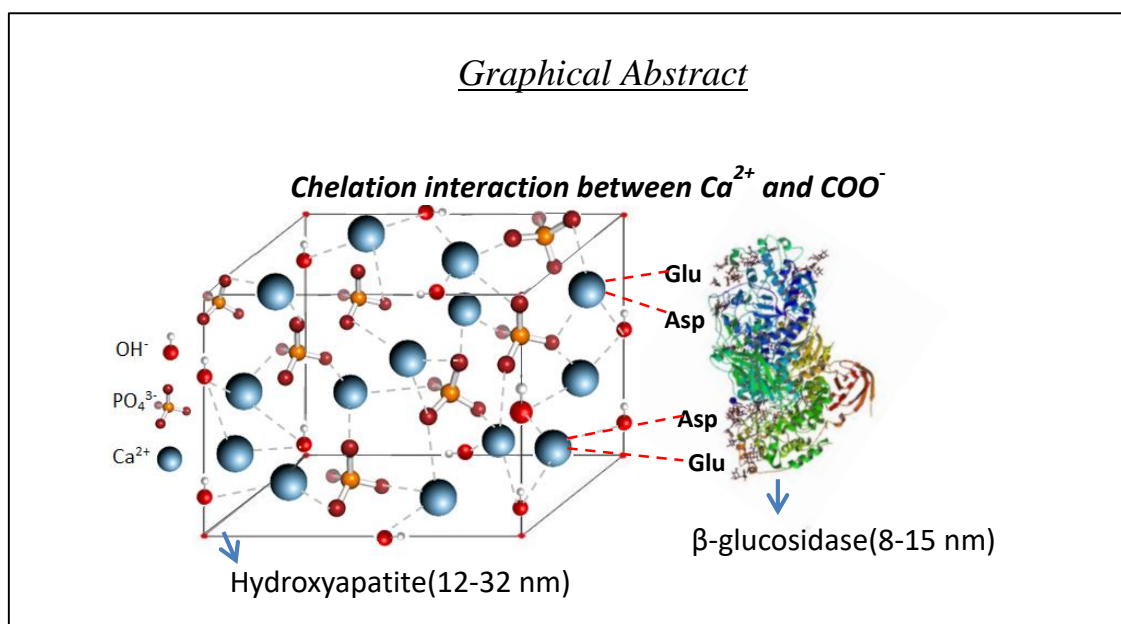 Graphical Abstract
Chelation interaction between Ca²⁺ and COO⁻
Glu
Asp
OH⁻
PO₄³⁻
Ca²⁺
Asp
Glu
β-glucosidase(8-15 nm)
Hydroxyapatite(12-32 nm)